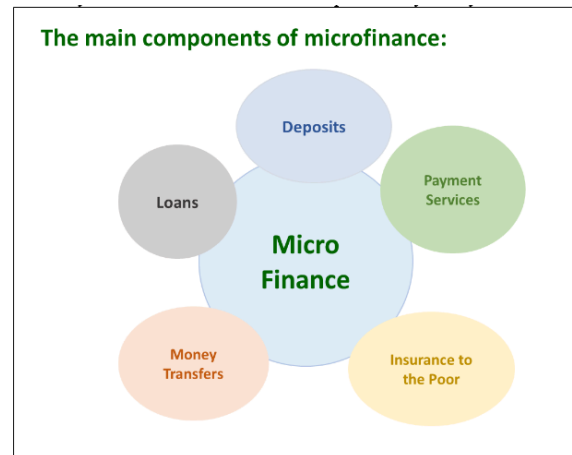 The main components of microfinance:
Deposits
Payment
Services
Loans
Micro
Finance
Money
Transfers
Insurance to
the Poor